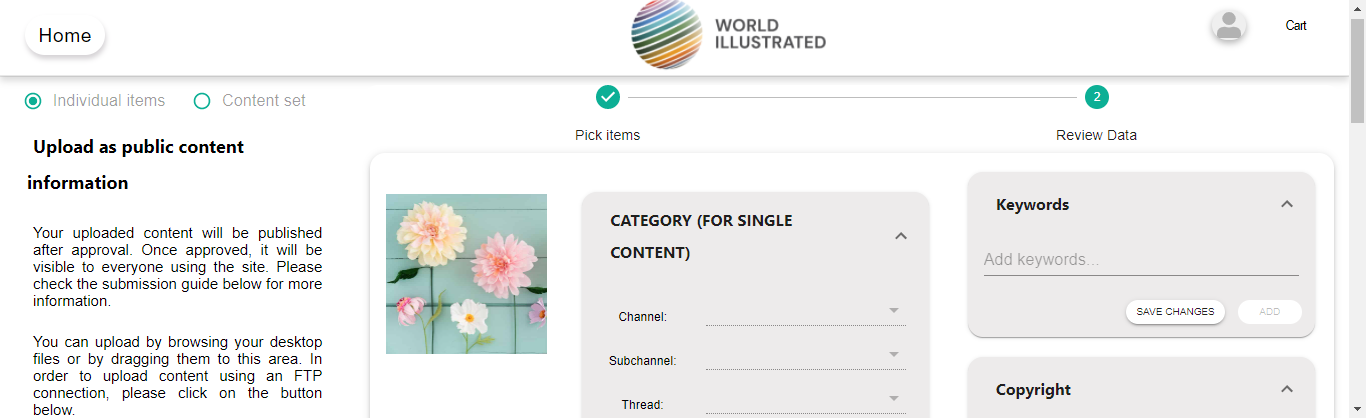 Home
WORLD
ILLUSTRATED
Cart
Individual items
Content set
2
Pick items
Review Data
Upload as public content
information
Your uploaded content will be published
after approval. Once approved, it will be
visible to everyone using the site. Please
check the submission guide below for more
information.
You can upload by browsing your desktop
files or by dragging them to this area. In
order to upload content using an FTP
connection, please click on the button
below.
CATEGORY (FOR SINGLE
CONTENT)
Channel:
Subchannel:
Thread:
Keywords
Add keywords...
SAVE CHANGES
ADD
Copyright